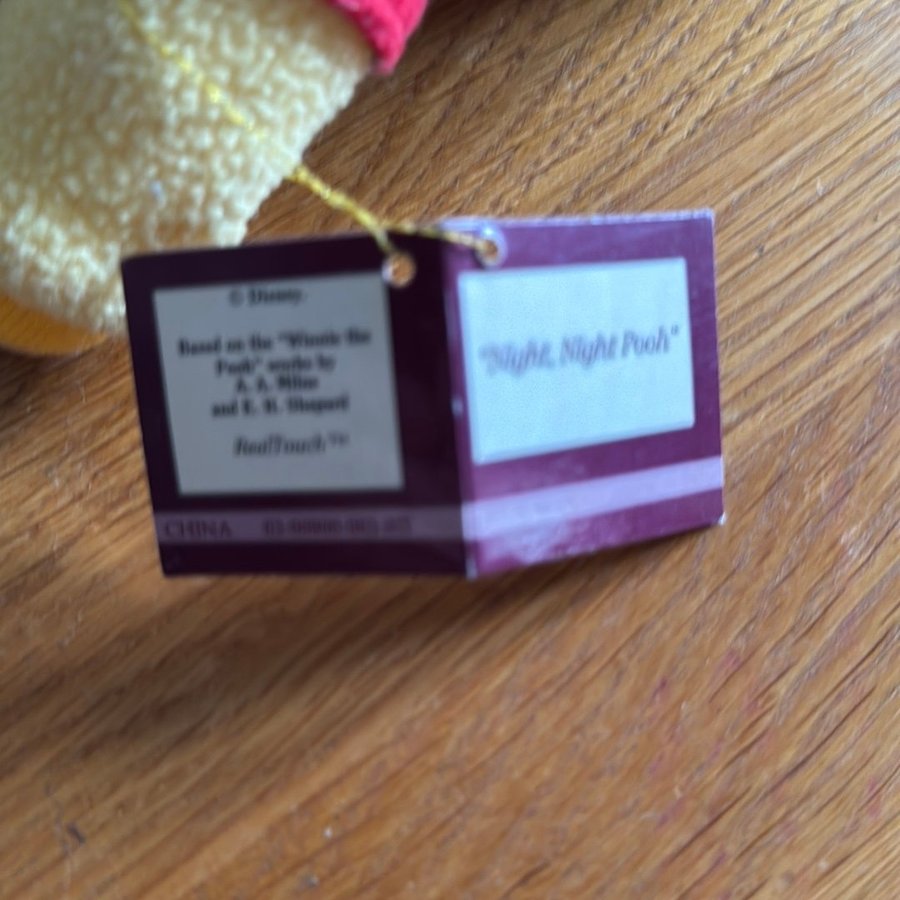 © Disney.
Based on the "Winnie the
Pooh" works by
A. A. Milne
and E. H. Shepard
RealTouch™
CHINA
"Night, Night Pooh"